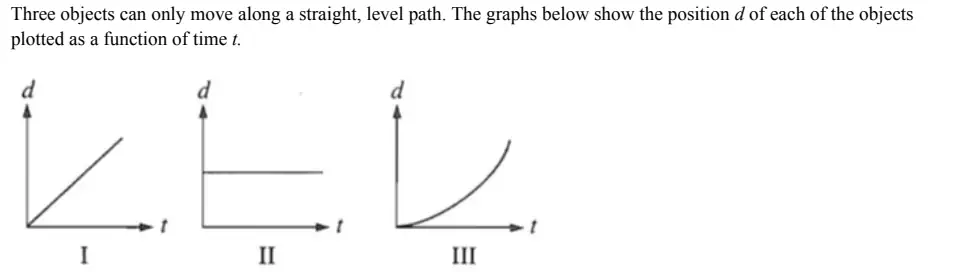 Three objects can only move along a straight, level path. The graphs below show the position d of each of the objects
plotted as a function of time t.
d d d
t t t
I II III